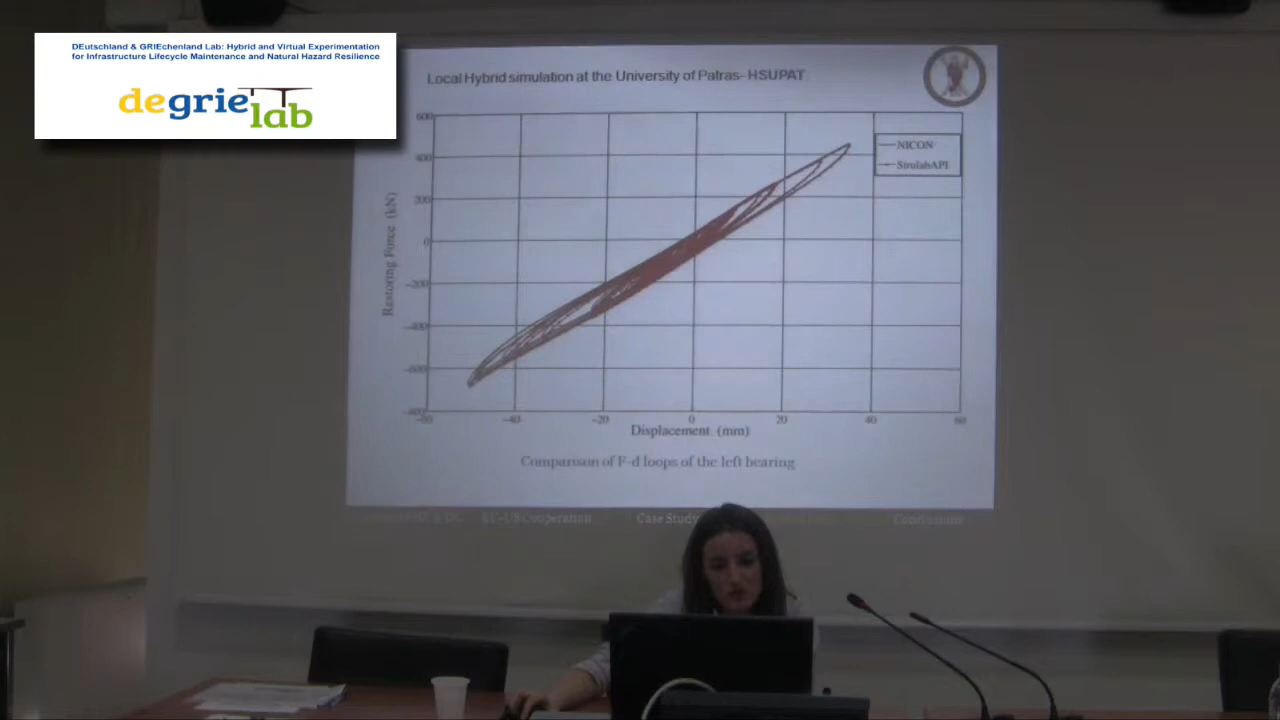 DEutschland & GRIEchenland Lab: Hybrid and Virtual Experimentation
for Infrastructure Lifecycle Maintenance and Natural Hazard Resilience
degrie
lab
Local Hybrid simulation at the University of Patras- HSUPAT
600
400
200
0
-200
-400
-60
-40
-20
0
20
40
60
NICON
SimlabAPI
Restoring Force (kN)
Displacement (mm)
Comparison of F-d loops of the left bearing
EU-US Cooperation
Case Study
Conclusions